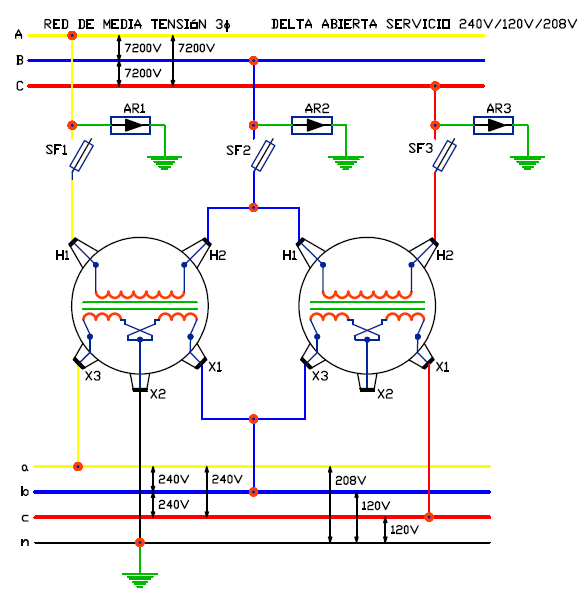 RED DE MEDIA TENSIÓN 3ϕ
DELTA ABIERTA SERVICIO 240V/120V/208V
A
7200V
7200V
B
7200V
C
AR1
AR2
AR3
SF1
SF2
SF3
H1
H2
H1
H2
X3
X2
X1
X3
X2
X1
a
240V
240V
208V
b
240V
120V
c
120V
n